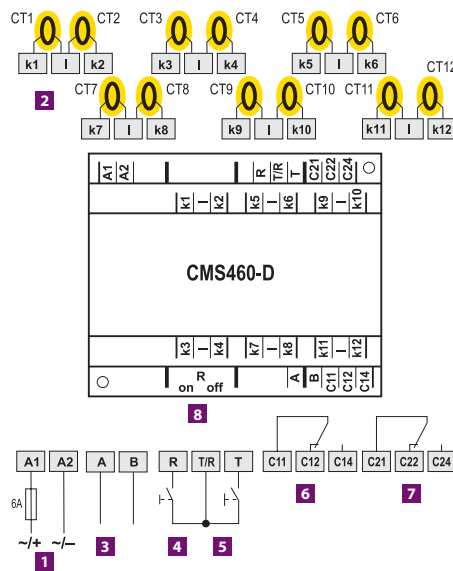 CT1 CT2 CT3 CT4 CT5 CT6
k1 l k2 k3 l k4 k5 l k6
2 CT7 CT8 CT9 CT10 CT11 CT12
k7 l k8 k9 l k10 k11 l k12
A1 A2 R T/R T C21 C22 C24
k1 l k2 k5 l k6 k9 l k10
CMS460-D
k3 l k4 k7 l k8 k11 l k12
R on off A B C11 C12 C14
8
A1 A2 A B R T/R T C11 C12 C14 C21 C22 C24
6A
6 7
~/+ ~/–
1 3 4 5